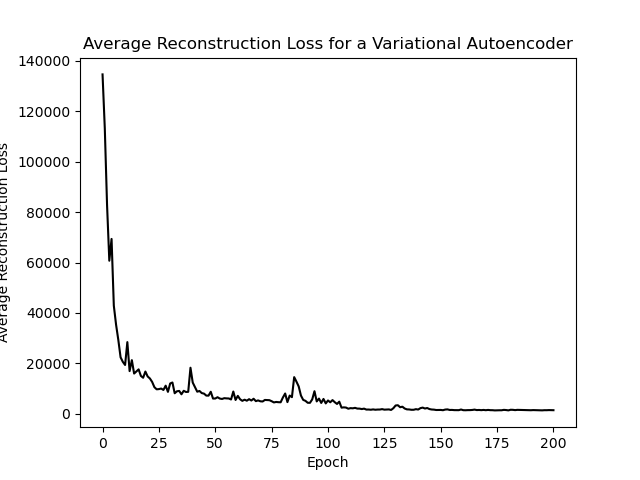 Average Reconstruction Loss for a Variational Autoencoder
140000
120000
100000
80000
60000
40000
20000
0
Average Reconstruction Loss
0 25 50 75 100 125 150 175 200
Epoch